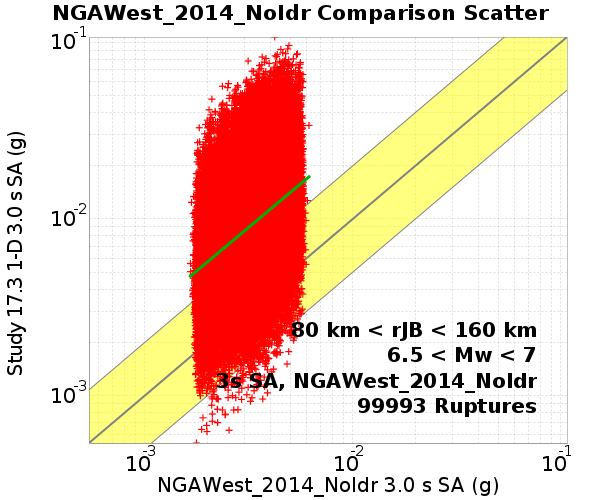 NGAWest_2014_NoIdr Comparison Scatter
Study 17.3 1-D 3.0 s SA (g)
10-1
10-2
10-3
80 km < rJB < 160 km
6.5 < Mw < 7
3s SA, NGAWest_2014_NoIdr
99993 Ruptures
10-3 10-2 10-1
NGAWest_2014_NoIdr 3.0 s SA (g)